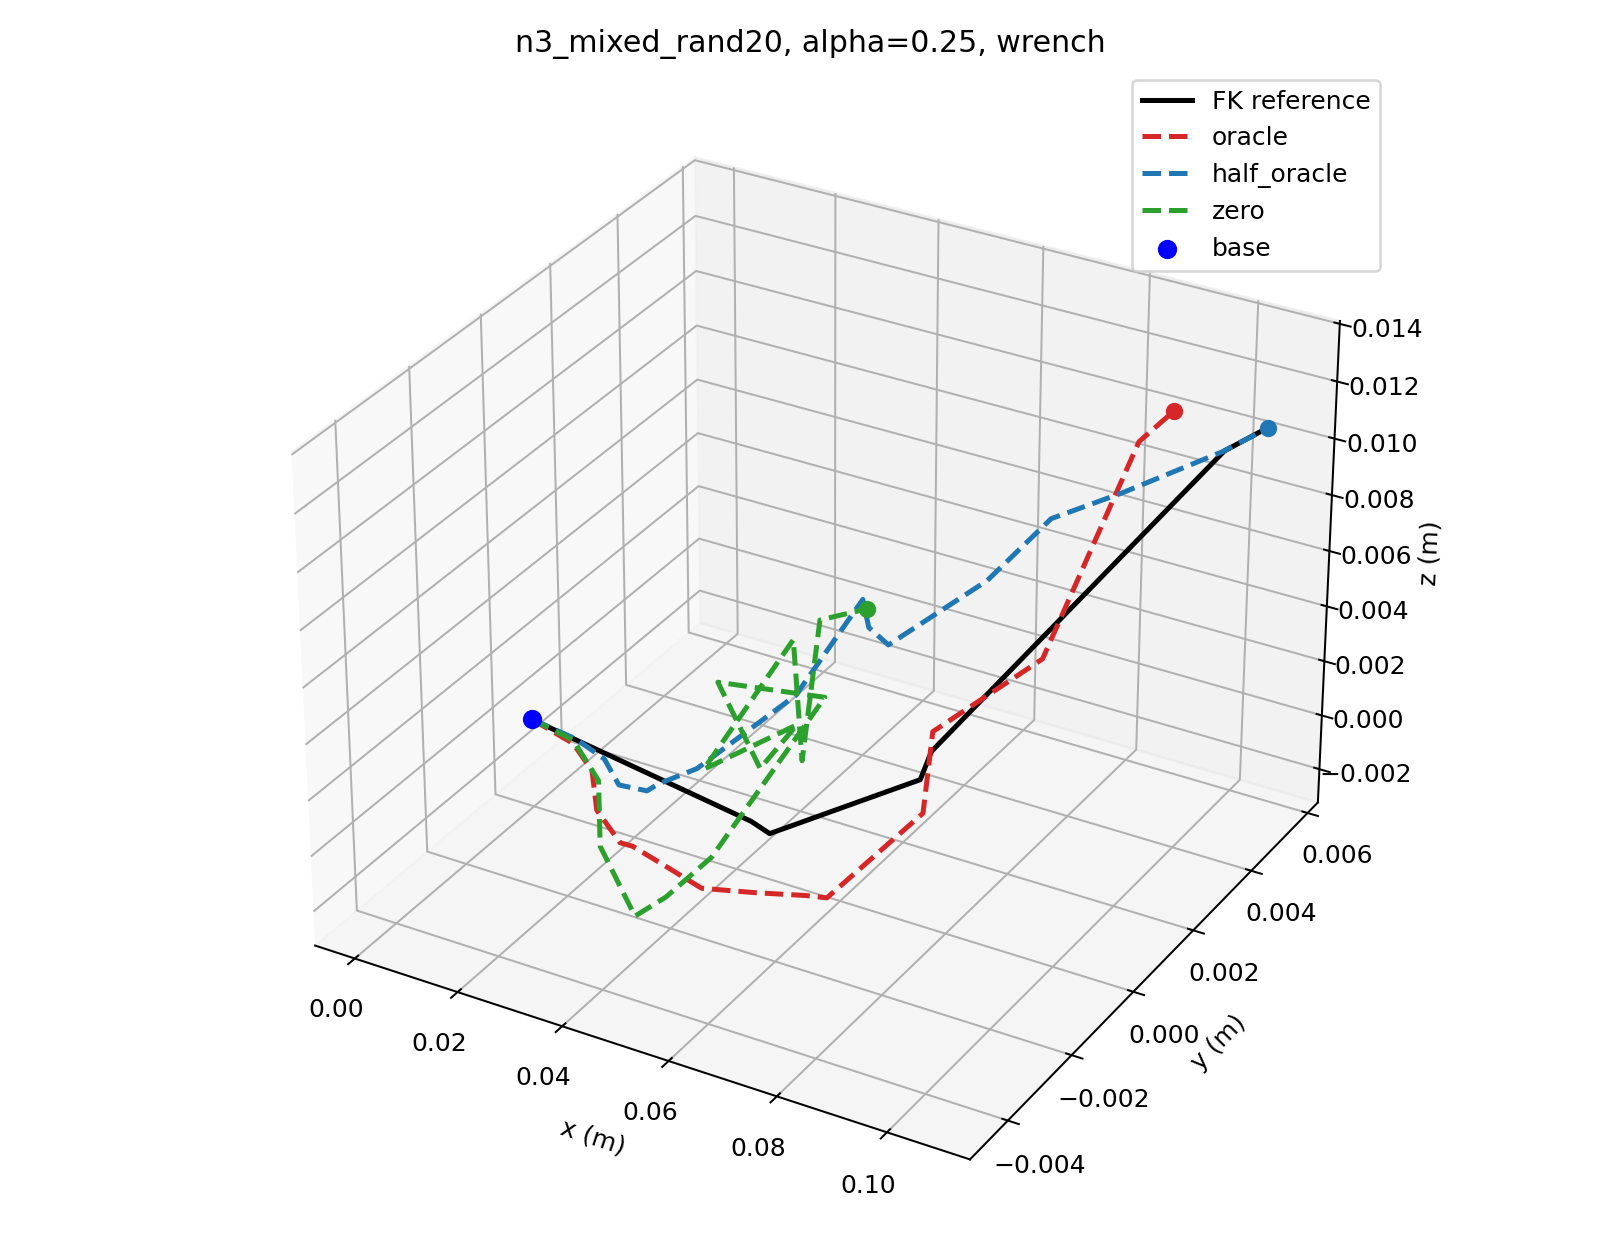 n3_mixed_rand20, alpha=0.25, wrench
FK reference
oracle
half_oracle
zero
base
0.014
0.012
0.010
0.008
0.006
0.004
0.002
0.000
−0.002
z (m)
0.006
0.004
0.002
0.000
−0.002
−0.004
y (m)
0.00
0.02
0.04
0.06
0.08
0.10
x (m)